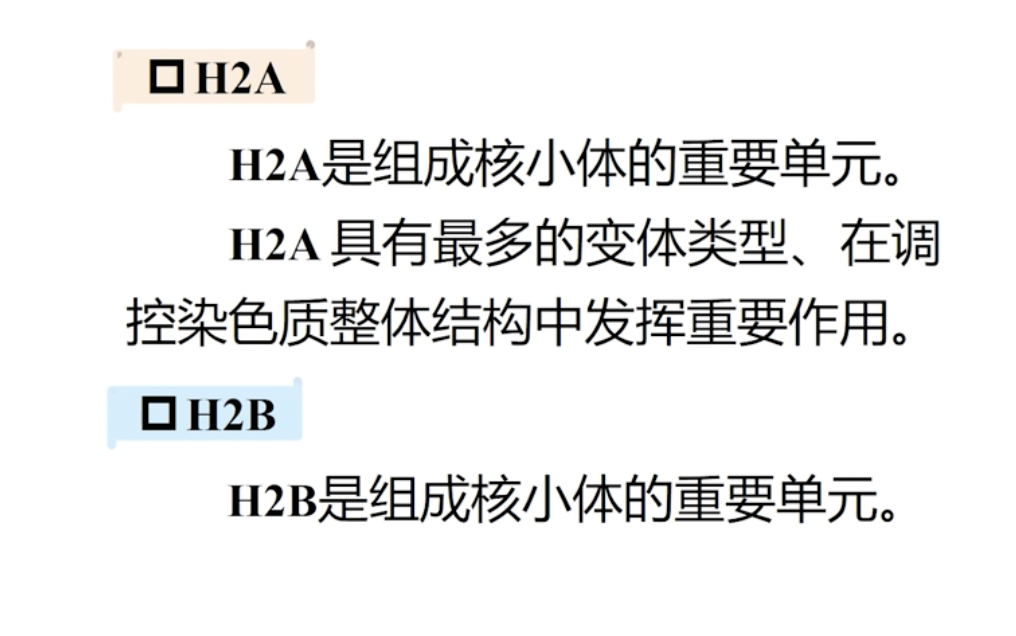 □ H2A
H2A是组成核小体的重要单元。
H2A 具有最多的变体类型、在调
控染色质整体结构中发挥重要作用。
□ H2B
H2B是组成核小体的重要单元。